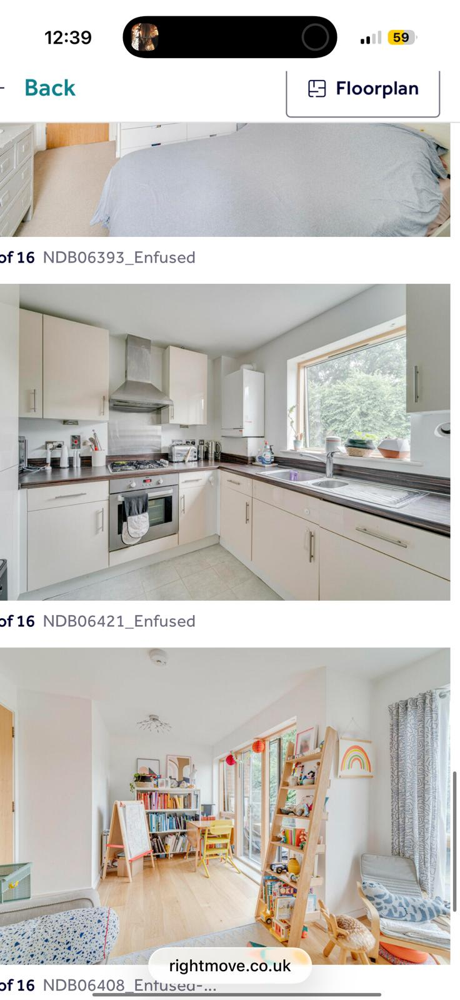 12:39
59
Back
Floorplan
of 16 NDB06393_Enfused
of 16 NDB06421_Enfused
rightmove.co.uk
of 16 NDB06408_Enfused-...